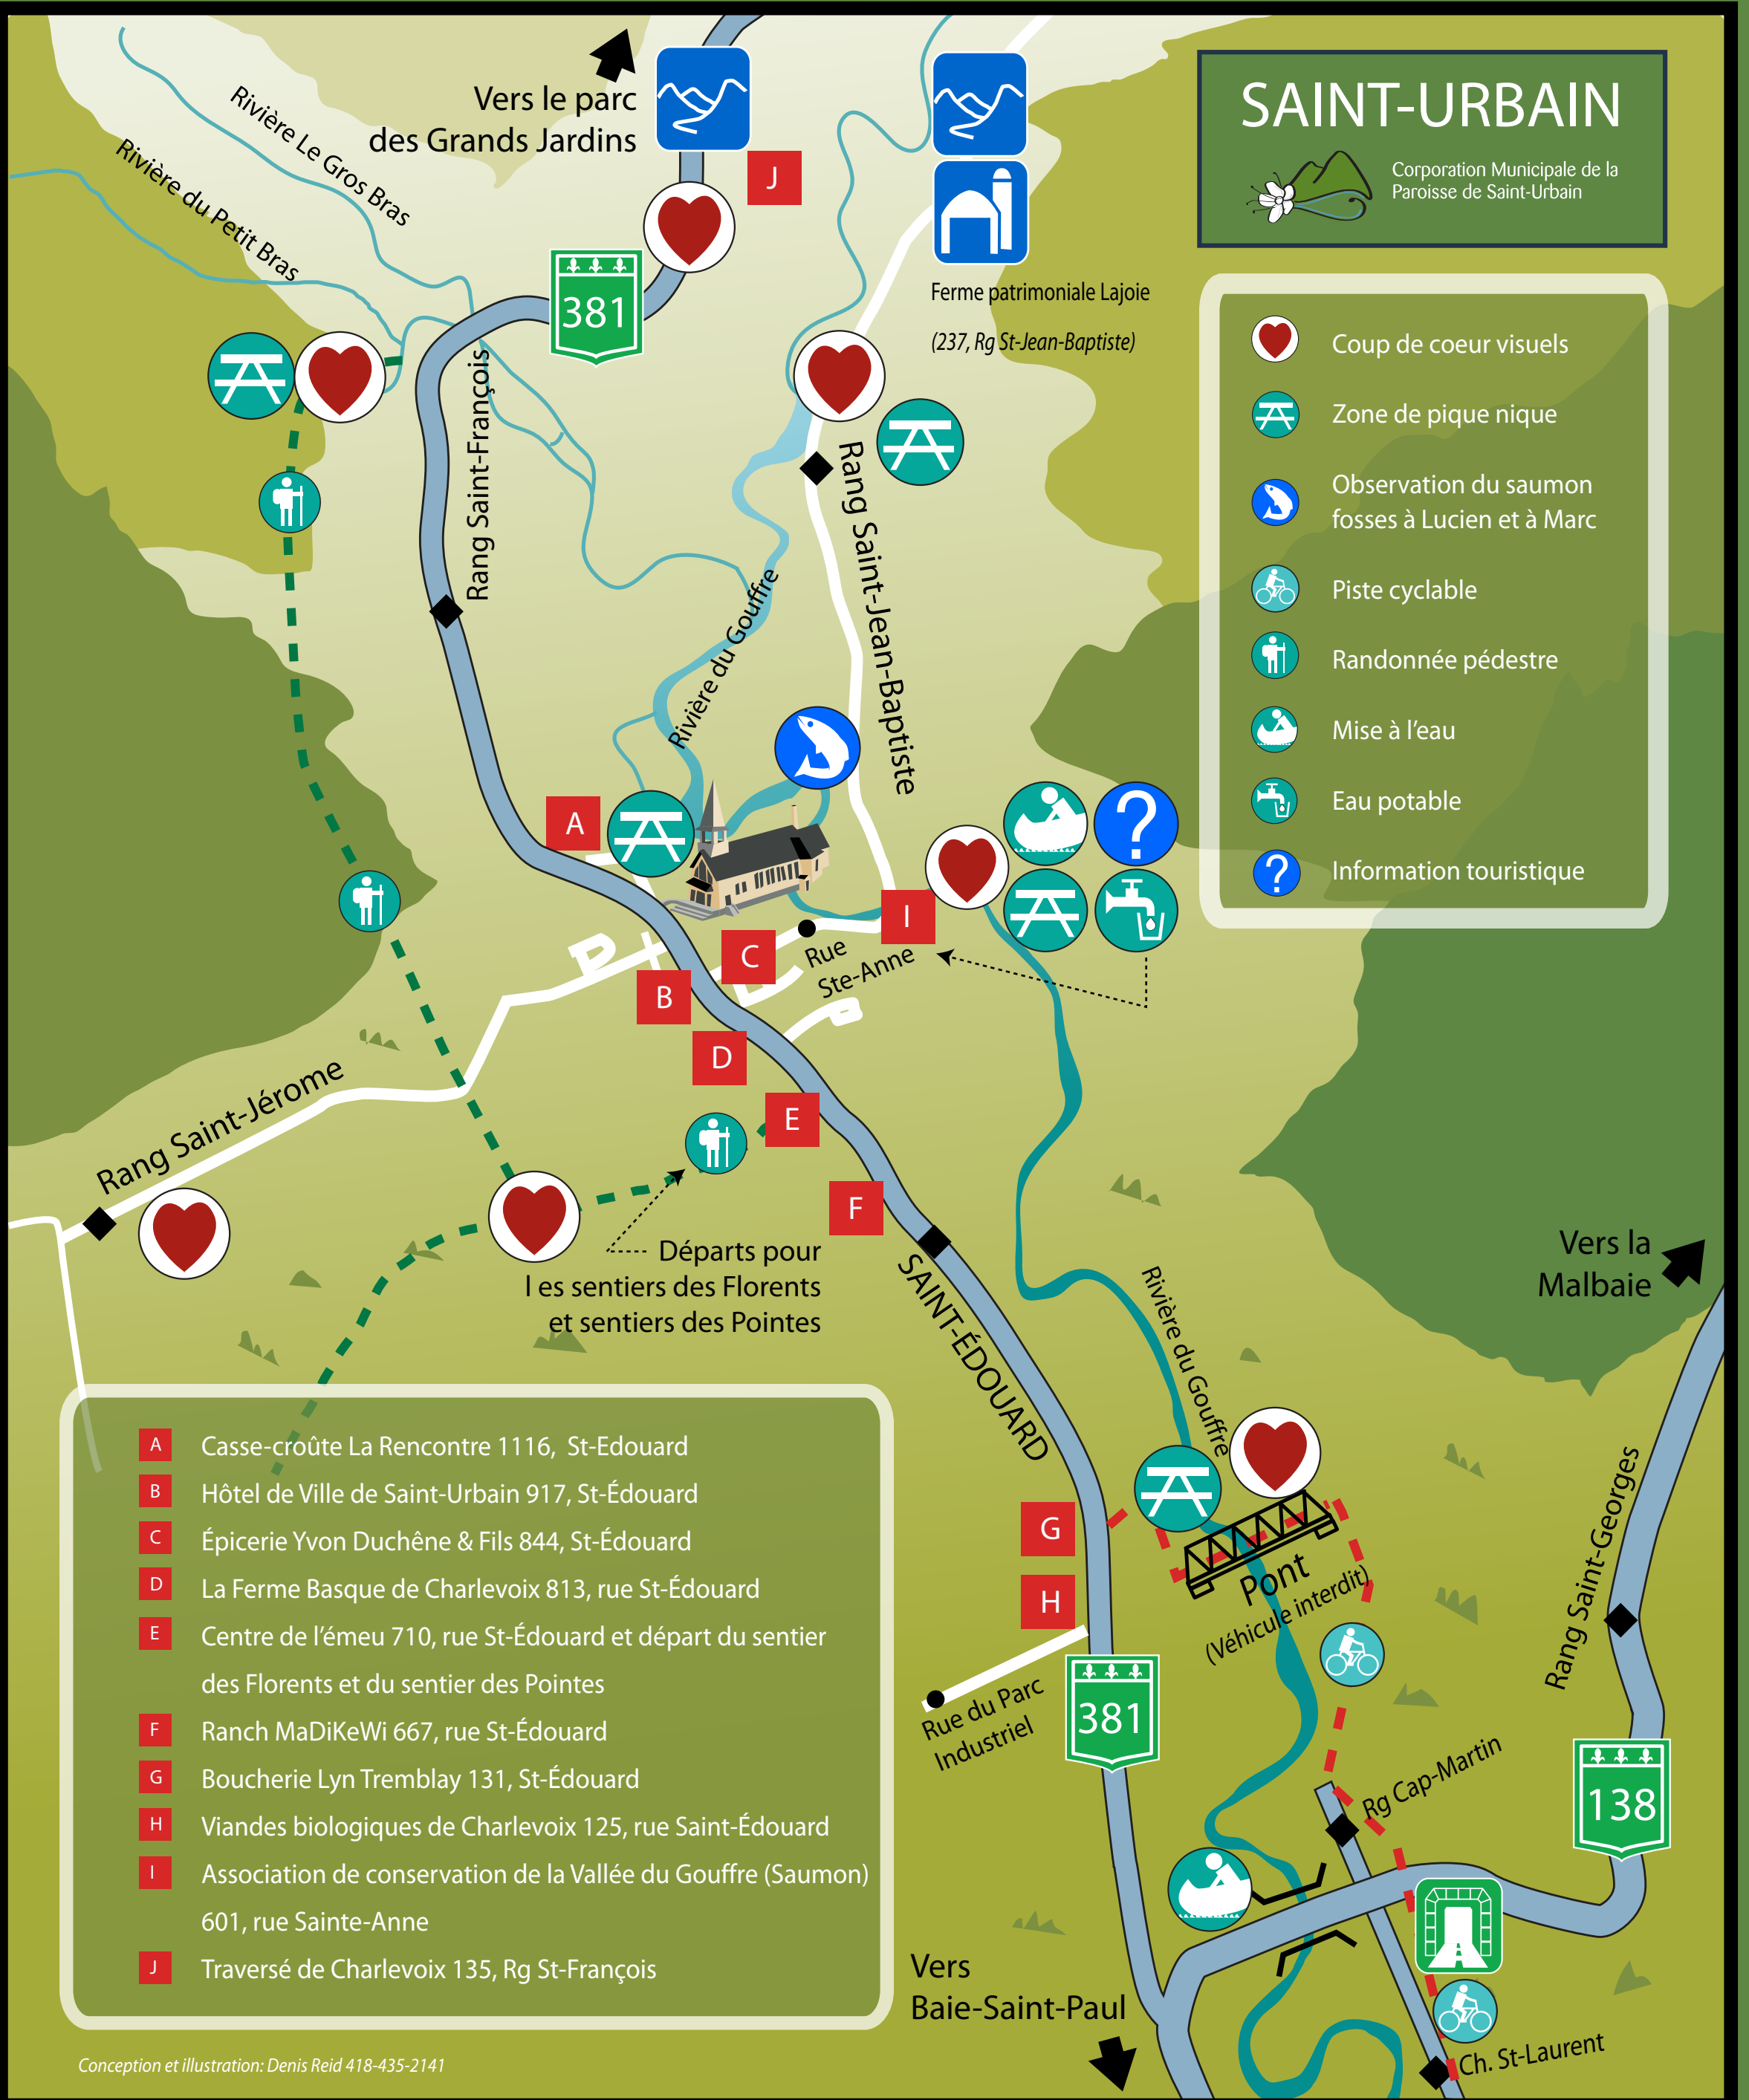 Vers le parc
des Grands Jardins
J
SAINT-URBAIN
Corporation Municipale de la
Paroisse de Saint-Urbain
Rivière Le Gros Bras
Rivière du Petit Bras
381
Ferme patrimoniale Lajoie
(237, Rg St-Jean-Baptiste)
Coup de coeur visuels
Zone de pique nique
Observation du saumon
fosses à Lucien et à Marc
Piste cyclable
Randonnée pédestre
Mise à l'eau
Eau potable
? Information touristique
Rang Saint-François
Rang Saint-Jean-Baptiste
Rivière du Gouffre
A
?
I
C
Rue
Ste-Anne
B
D
E
Rang Saint-Jérome
F
Départs pour
l es sentiers des Florents
et sentiers des Pointes
SAINT-ÉDOUARD
Vers la
Malbaie
Rivière du Gouffre
G
H
Pont
(Véhicule interdit)
Rang Saint-Georges
Rue du Parc
Industriel
381
138
Rg Cap-Martin
Vers
Baie-Saint-Paul
Ch. St-Laurent
A Casse-croûte La Rencontre 1116,  St-Edouard
B Hôtel de Ville de Saint-Urbain 917, St-Édouard
C Épicerie Yvon Duchêne & Fils 844, St-Édouard
D La Ferme Basque de Charlevoix 813, rue St-Édouard
E Centre de l'émeu 710, rue St-Édouard et départ du sentier
des Florents et du sentier des Pointes
F Ranch MaDiKeWi 667, rue St-Édouard
G Boucherie Lyn Tremblay 131, St-Édouard
H Viandes biologiques de Charlevoix 125, rue Saint-Édouard
I Association de conservation de la Vallée du Gouffre (Saumon)
601, rue Sainte-Anne
J Traversé de Charlevoix 135, Rg St-François
Conception et illustration: Denis Reid 418-435-2141